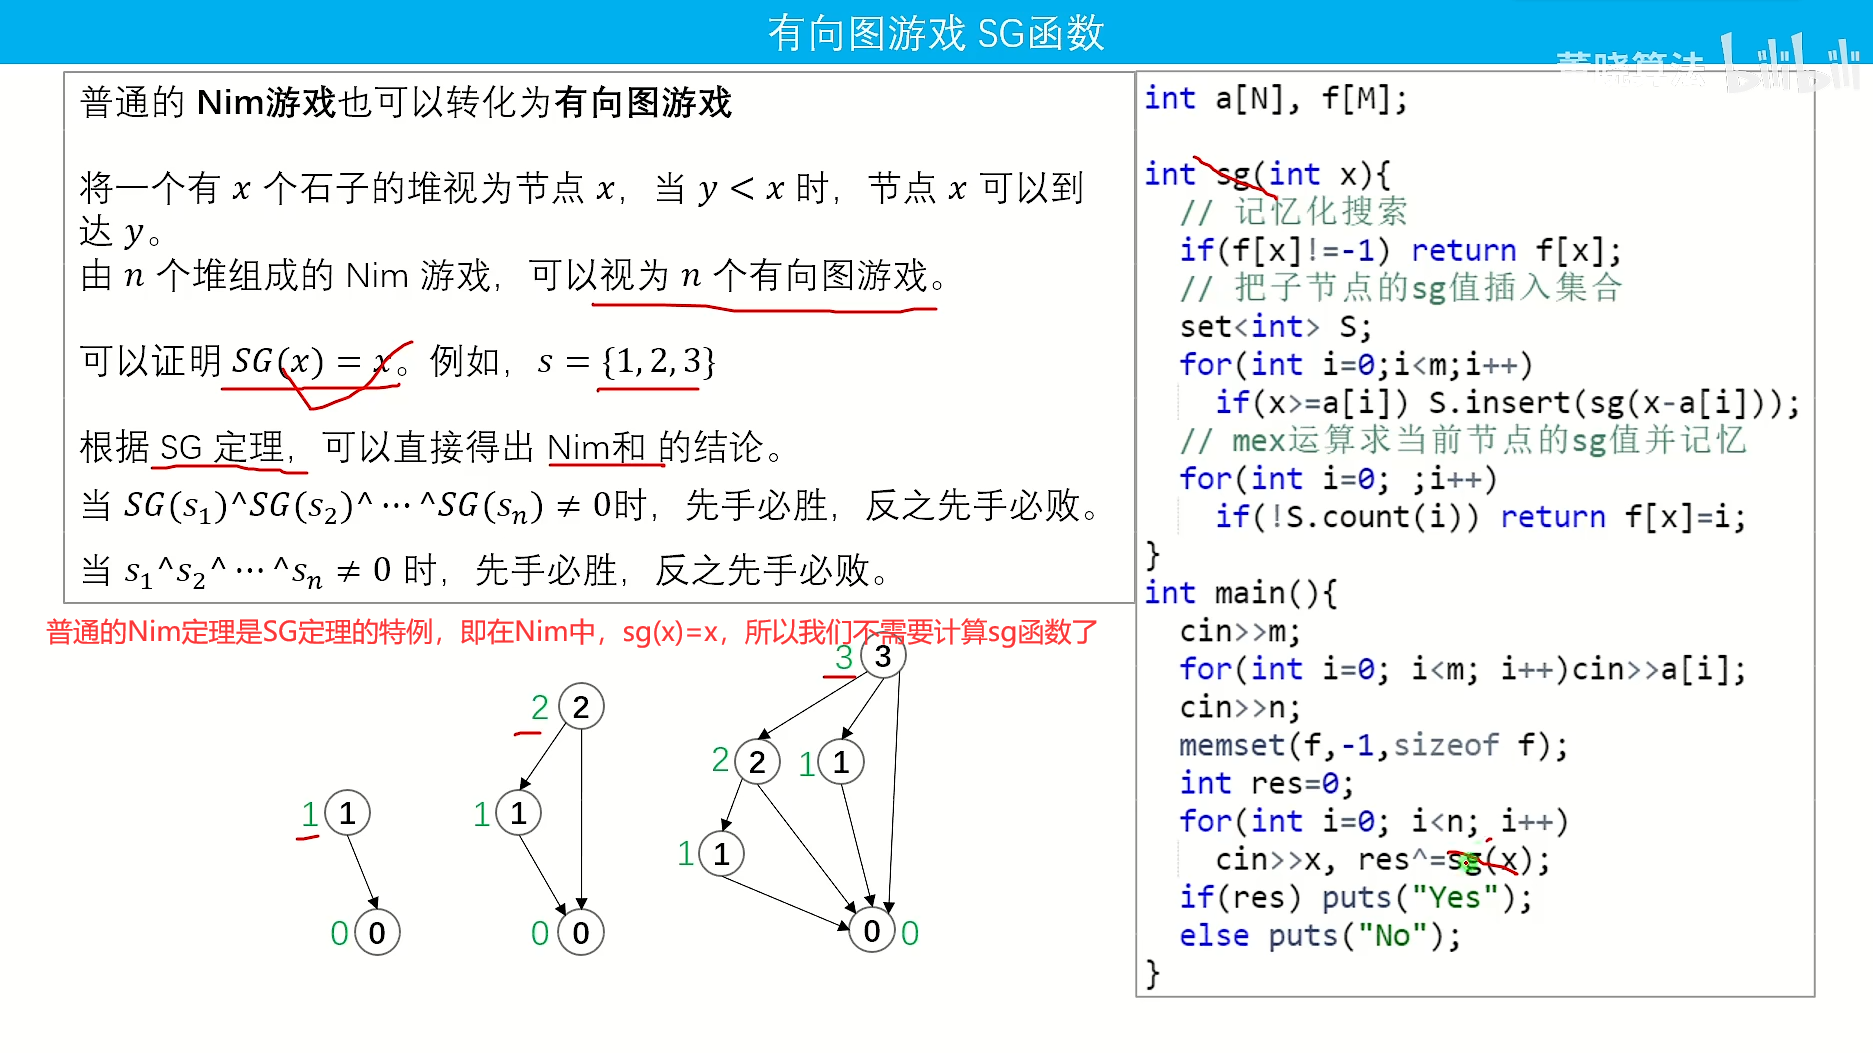 有向图游戏 SG函数
董晓算法 bilibili
普通的 Nim游戏也可以转化为有向图游戏
将一个有 x 个石子的堆视为节点 x，当 y < x 时，节点 x 可以到
达 y。
由 n 个堆组成的 Nim 游戏，可以视为 n 个有向图游戏。
可以证明 SG(x) = x。例如，s = {1, 2, 3}
根据 SG 定理，可以直接得出 Nim和 的结论。
当 SG(s₁)^SG(s₂)^ ⋯ ^SG(sₙ) ≠ 0时，先手必胜，反之先手必败。
当 s₁^s₂^ ⋯ ^sₙ ≠ 0 时，先手必胜，反之先手必败。
普通的Nim定理是SG定理的特例，即在Nim中，sg(x)=x，所以我们不需要计算sg函数了
1 1
0 0
2 2
1 1
0 0
3 3
2 2 1 1
1 1
0 0
int a[N], f[M];
int sg(int x){
// 记忆化搜索
if(f[x]!=-1) return f[x];
// 把子节点的sg值插入集合
set<int> S;
for(int i=0;i<m;i++)
if(x>=a[i]) S.insert(sg(x-a[i]));
// mex运算求当前节点的sg值并记忆
for(int i=0; ;i++)
if(!S.count(i)) return f[x]=i;
}
int main(){
cin>>m;
for(int i=0; i<m; i++)cin>>a[i];
cin>>n;
memset(f,-1,sizeof f);
int res=0;
for(int i=0; i<n; i++)
cin>>x, res^=sg(x);
if(res) puts("Yes");
else puts("No");
}